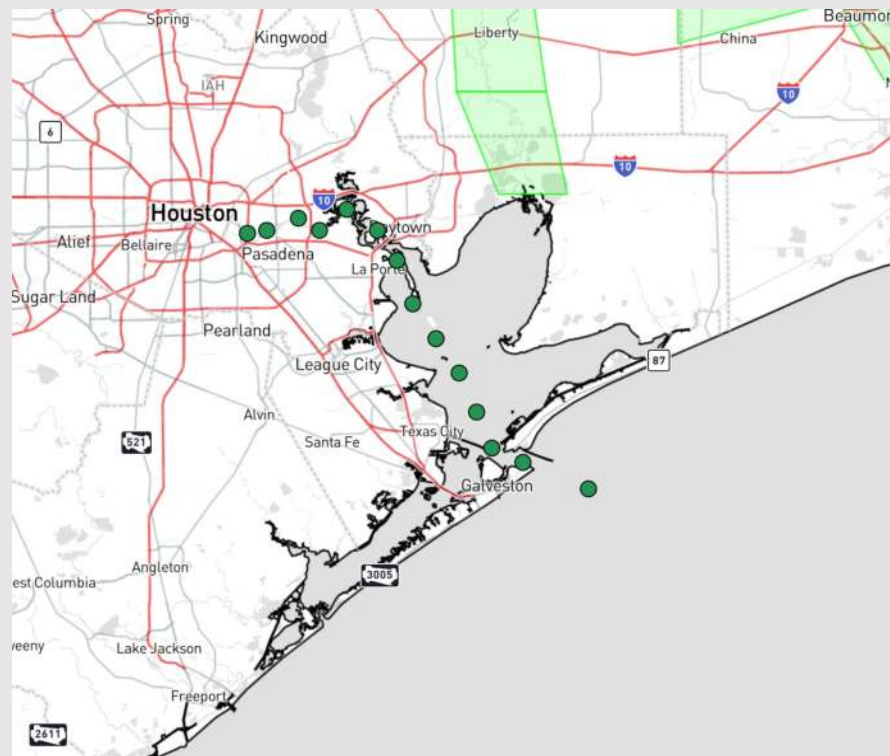 Spring
Kingwood
IAH
Liberty
China
Beaumon
10
6
10
10
Houston
Baytown
Alief
Bellaire
Pasadena
La Porte
Sugar Land
Pearland
League City
87
Alvin
Texas City
521
Santa Fe
Galveston
Angleton
3005
est Columbia
Lake Jackson
eeny
Freeport
2611